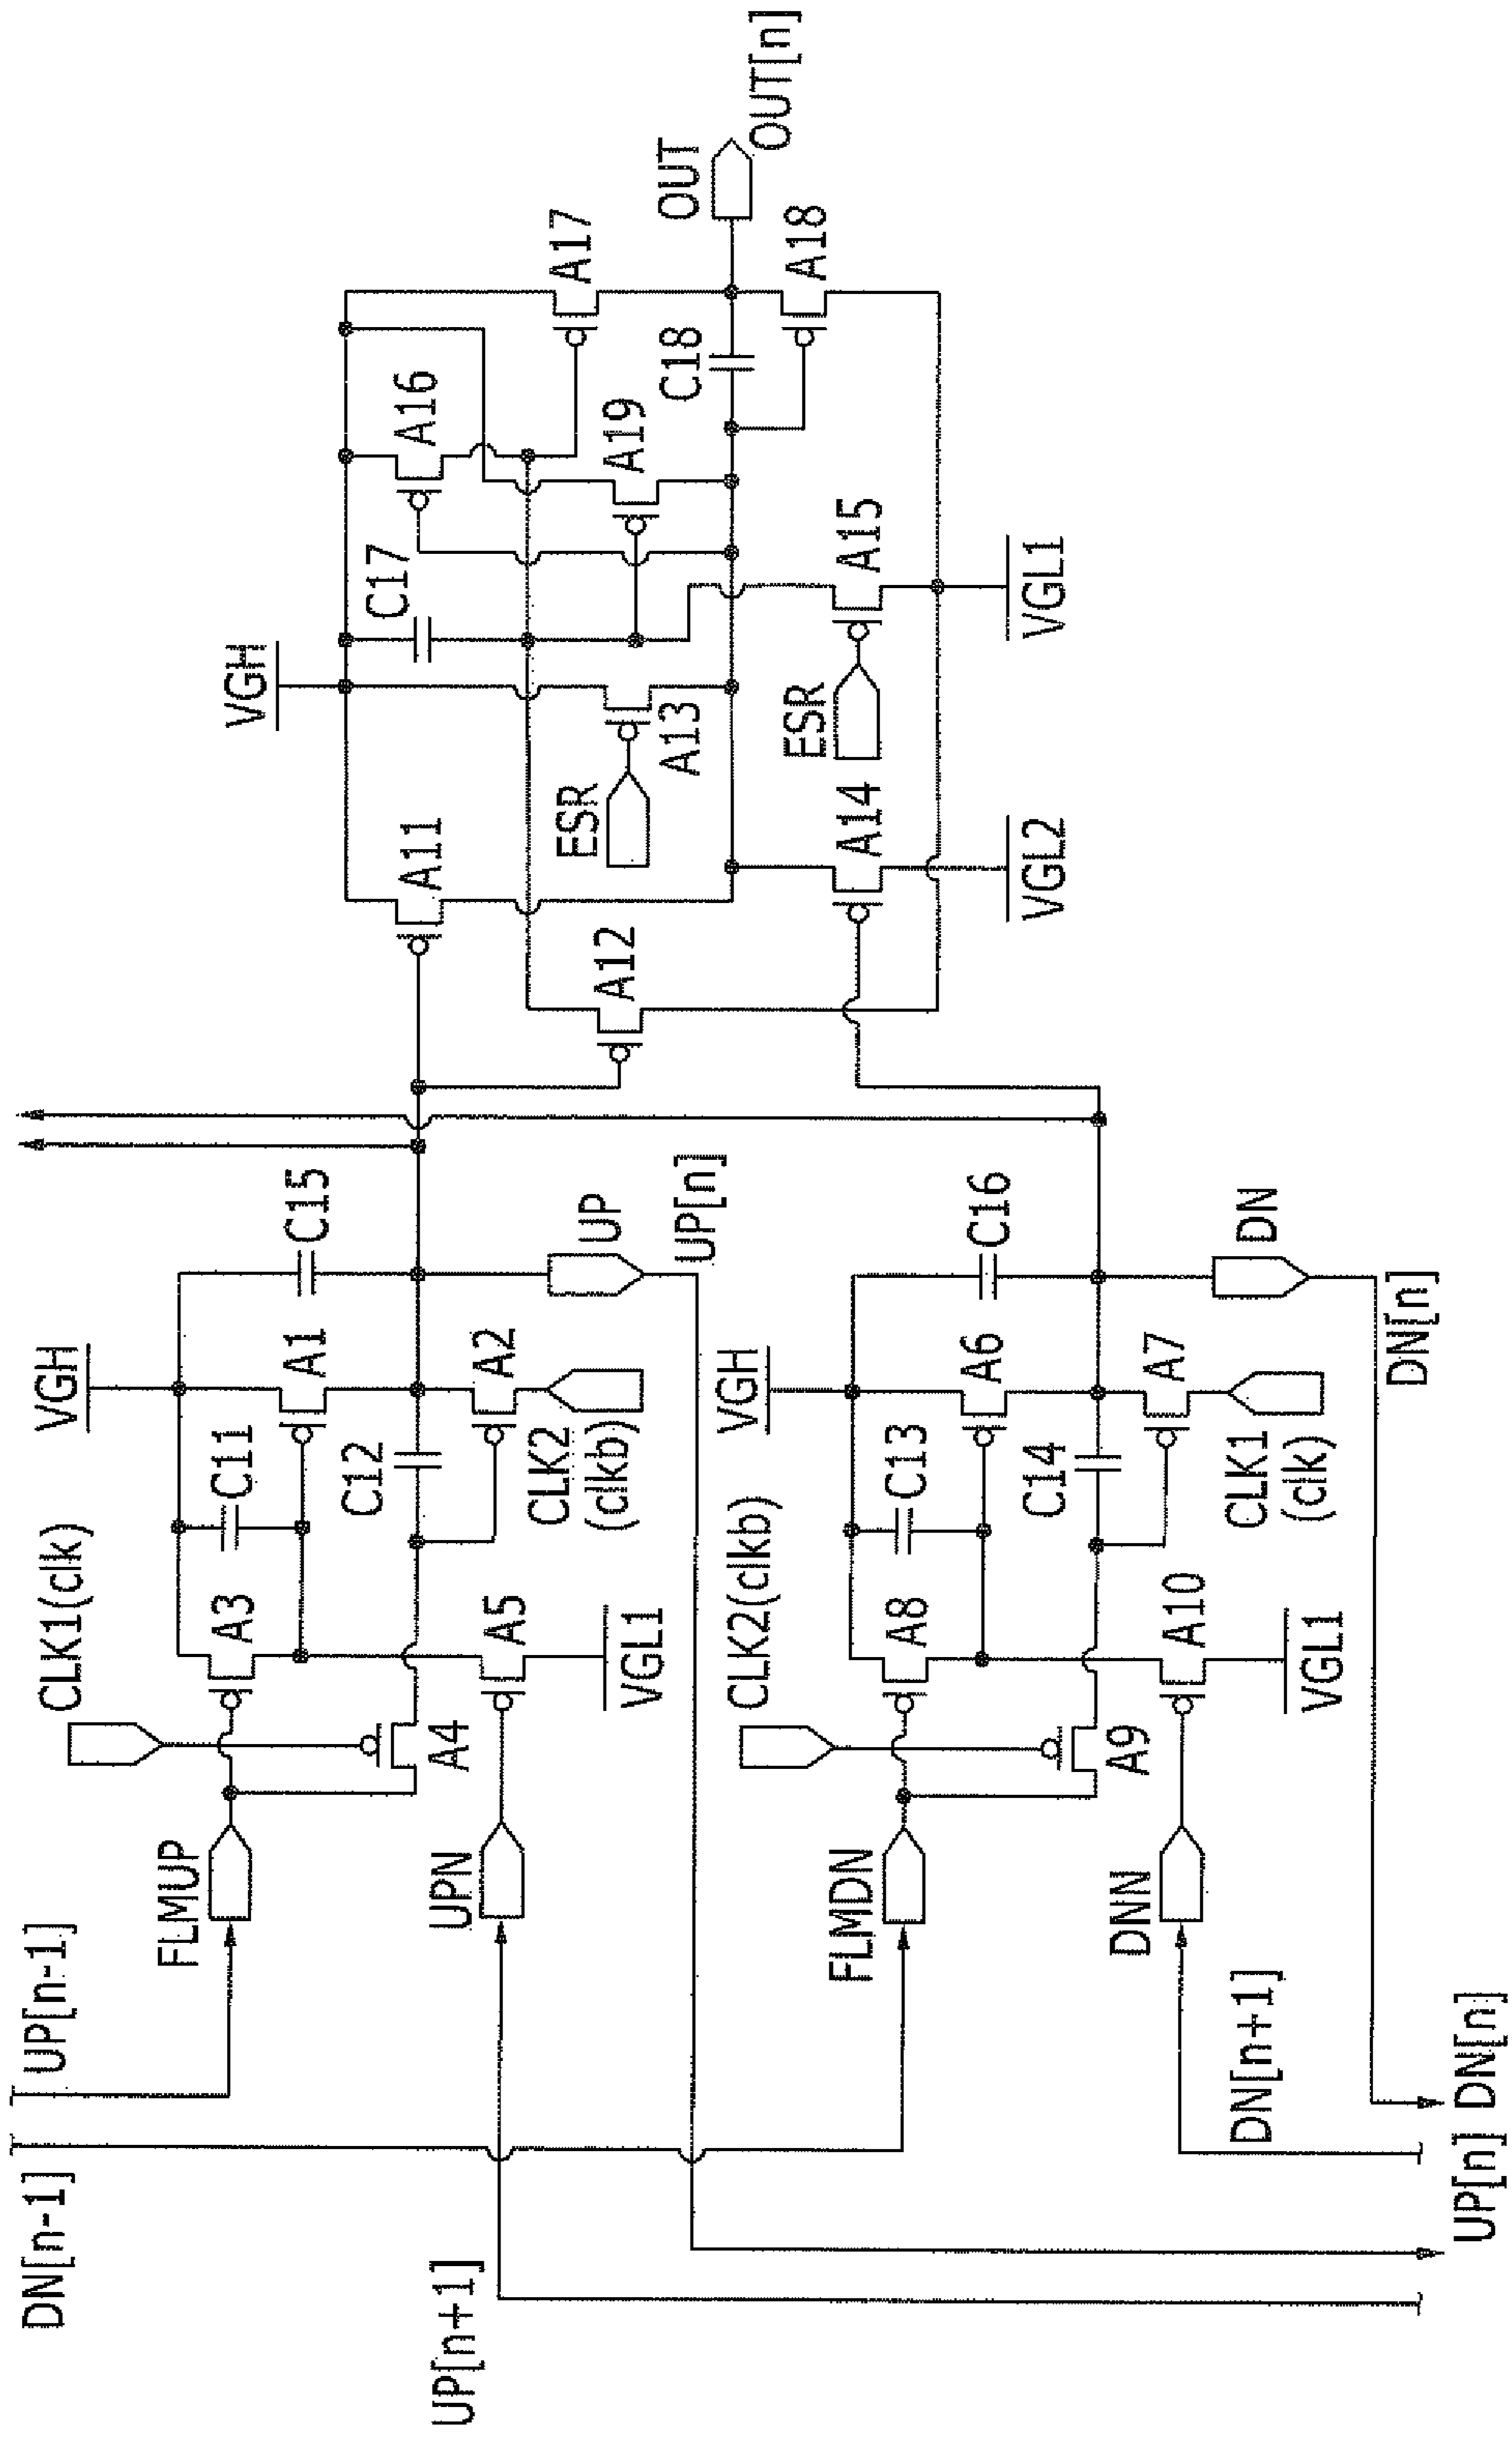 DN[n-1]
UP[n-1]
FLMUP
CLK1(clk)
A3
C11
VGH
A1
C15
UP[n+1]
UPN
A4
A5
VGL1
C12
A2
CLK2
(clkb)
UP
UP[n]
FLMDN
CLK2(clkb)
A8
C13
VGH
A6
C16
DNN
A9
A10
VGL1
C14
A7
CLK1
(clk)
DN
DN[n]
DN[n+1]
UP[n]
DN[n]
VGH
A11
C17
A16
A12
ESR
A13
A19
A17
C18
OUT
OUT[n]
A14
ESR
A15
A18
VGL2
VGL1